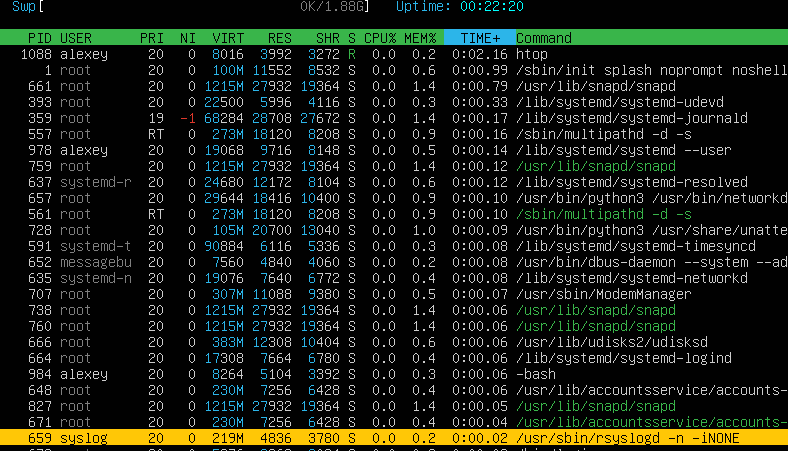 Swp[ 0K/1.88G] Uptime: 00:22:20
PID USER PRI NI VIRT RES SHR S CPU% MEM% TIME+ Command
1088 alexey 20 0 8016 3992 3272 R 0.0 0.2 0:02.16 htop
1 root 20 0 100M 11552 8532 S 0.0 0.6 0:00.99 /sbin/init splash noprompt noshell
661 root 20 0 1215M 27932 19364 S 0.0 1.4 0:00.79 /usr/lib/snapd/snapd
393 root 20 0 22500 5996 4116 S 0.0 0.3 0:00.33 /lib/systemd/systemd-udevd
359 root 19 -1 68284 28708 27672 S 0.0 1.4 0:00.17 /lib/systemd/systemd-journald
557 root RT 0 273M 18120 8208 S 0.0 0.9 0:00.16 /sbin/multipathd -d -s
978 alexey 20 0 19068 9716 8148 S 0.0 0.5 0:00.14 /lib/systemd/systemd --user
759 root 20 0 1215M 27932 19364 S 0.0 1.4 0:00.12 /usr/lib/snapd/snapd
637 systemd-r 20 0 24680 12172 8104 S 0.0 0.6 0:00.12 /lib/systemd/systemd-resolved
657 root 20 0 29644 18416 10400 S 0.0 0.9 0:00.10 /usr/bin/python3 /usr/bin/networkd
561 root RT 0 273M 18120 8208 S 0.0 0.9 0:00.10 /sbin/multipathd -d -s
728 root 20 0 105M 20700 13040 S 0.0 1.0 0:00.09 /usr/bin/python3 /usr/share/unatte
591 systemd-t 20 0 90884 6116 5336 S 0.0 0.3 0:00.08 /lib/systemd/systemd-timesyncd
652 messagebu 20 0 7560 4840 4060 S 0.0 0.2 0:00.08 /usr/bin/dbus-daemon --system --ad
635 systemd-n 20 0 19076 7640 6772 S 0.0 0.4 0:00.08 /lib/systemd/systemd-networkd
707 root 20 0 307M 11088 9380 S 0.0 0.5 0:00.07 /usr/sbin/ModemManager
738 root 20 0 1215M 27932 19364 S 0.0 1.4 0:00.06 /usr/lib/snapd/snapd
760 root 20 0 1215M 27932 19364 S 0.0 1.4 0:00.06 /usr/lib/snapd/snapd
666 root 20 0 383M 12308 10404 S 0.0 0.6 0:00.06 /usr/lib/udisks2/udisksd
664 root 20 0 17308 7664 6780 S 0.0 0.4 0:00.06 /lib/systemd/systemd-logind
984 alexey 20 0 8264 5104 3392 S 0.0 0.3 0:00.06 -bash
648 root 20 0 230M 7256 6428 S 0.0 0.4 0:00.05 /usr/lib/accountsservice/accounts-
827 root 20 0 1215M 27932 19364 S 0.0 1.4 0:00.05 /usr/lib/snapd/snapd
671 root 20 0 230M 7256 6428 S 0.0 0.4 0:00.04 /usr/lib/accountsservice/accounts-
659 syslog 20 0 219M 4836 3780 S 0.0 0.2 0:00.02 /usr/sbin/rsyslogd -n -iNONE